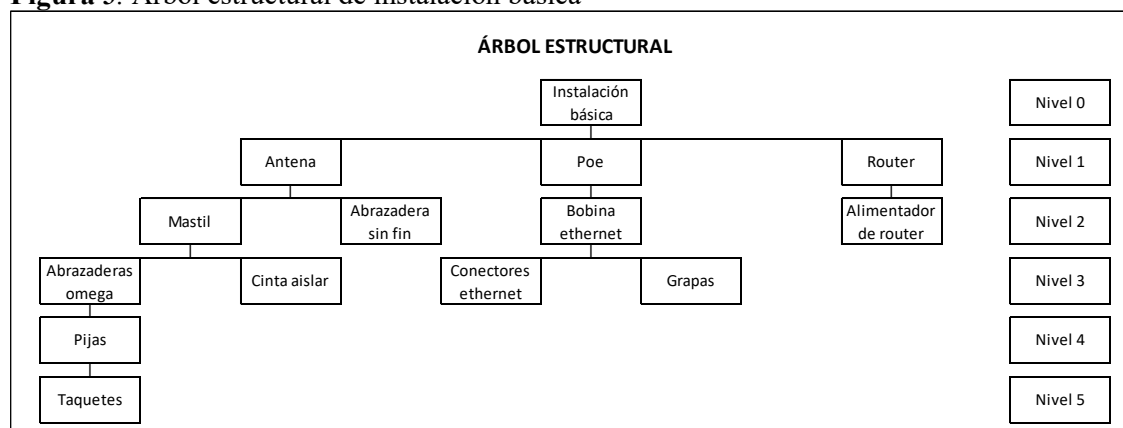 Figura 3. Árbol estructural de instalación básica
ÁRBOL ESTRUCTURAL
Instalación
básica
Nivel 0
Antena
Poe
Router
Nivel 1
Mastil
Abrazadera
sin fin
Bobina
ethernet
Alimentador
de router
Nivel 2
Abrazaderas
omega
Cinta aislar
Conectores
ethernet
Grapas
Nivel 3
Pijas
Nivel 4
Taquetes
Nivel 5